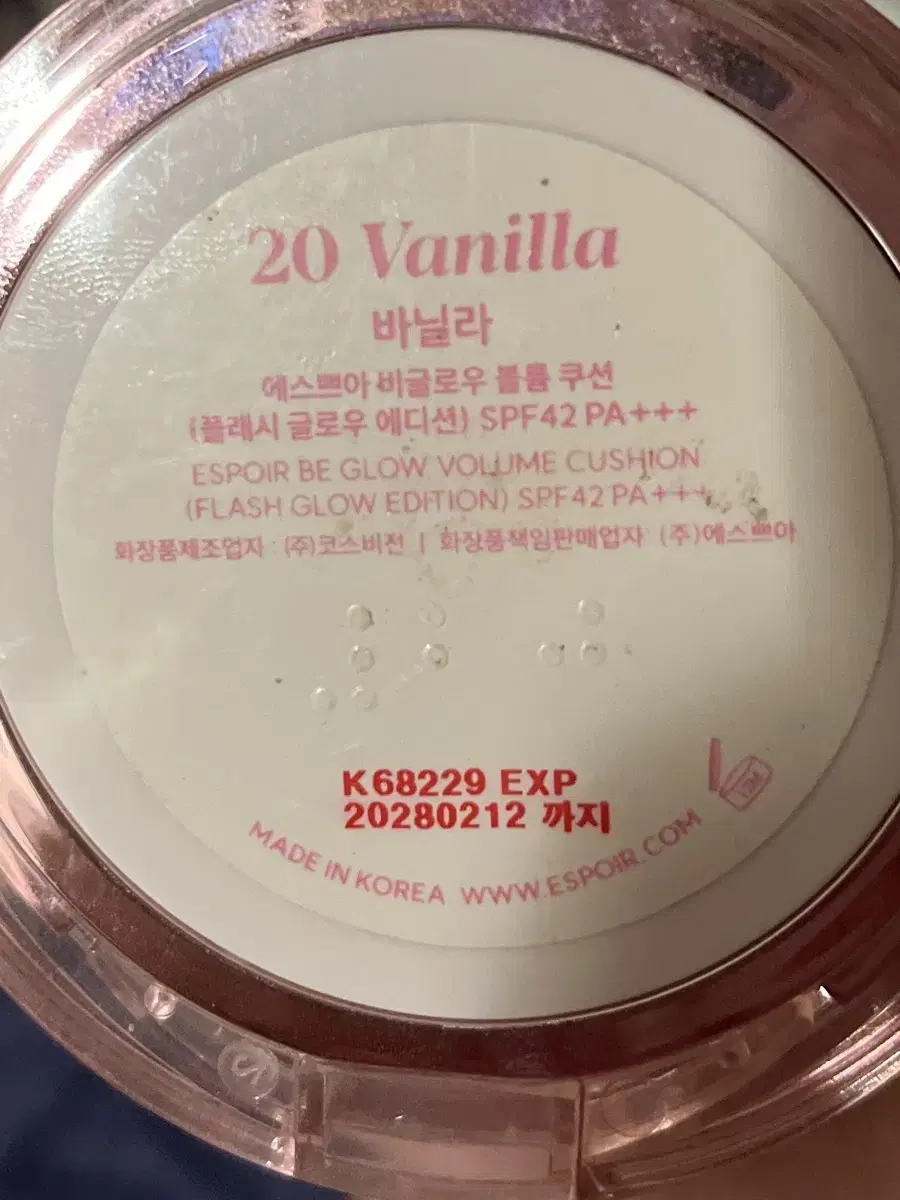 20 Vanilla
바닐라
에스쁘아 비글로우 볼륨 쿠션
(플래시 글로우 에디션) SPF42 PA+++
ESPOIR BE GLOW VOLUME CUSHION
(FLASH GLOW EDITION) SPF42 PA+++
화장품제조업자 (주)코스비전 | 화장품책임판매업자 (주)에스쁘아
K68229 EXP
20280212 까지
MADE IN KOREA WWW.ESPOIR.COM